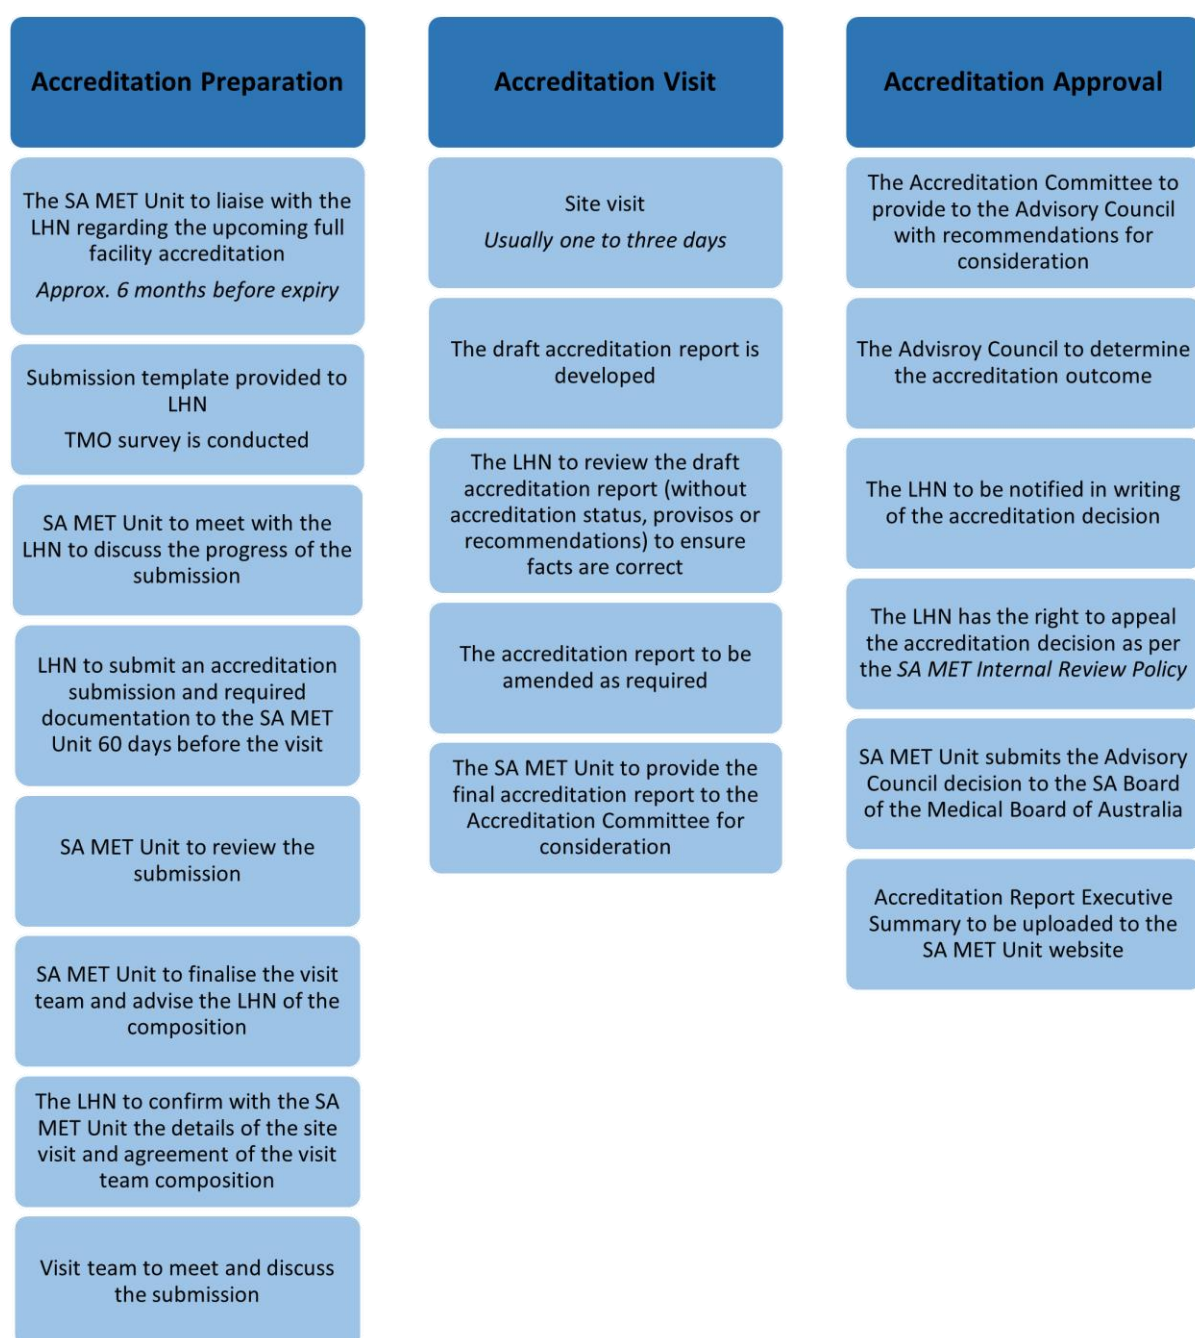 Accreditation Preparation
The SA MET Unit to liaise with the
LHN regarding the upcoming full
facility accreditation
Approx. 6 months before expiry
Submission template provided to
LHN
TMO survey is conducted
SA MET Unit to meet with the
LHN to discuss the progress of the
submission
LHN to submit an accreditation
submission and required
documentation to the SA MET
Unit 60 days before the visit
SA MET Unit to review the
submission
SA MET Unit to finalise the visit
team and advise the LHN of the
composition
The LHN to confirm with the SA
MET Unit the details of the site
visit and agreement of the visit
team composition
Visit team to meet and discuss
the submission
Accreditation Visit
Site visit
Usually one to three days
The draft accreditation report is
developed
The LHN to review the draft
accreditation report (without
accreditation status, provisos or
recommendations) to ensure
facts are correct
The accreditation report to be
amended as required
The SA MET Unit to provide the
final accreditation report to the
Accreditation Committee for
consideration
Accreditation Approval
The Accreditation Committee to
provide to the Advisory Council
with recommendations for
consideration
The Advisroy Council to determine
the accreditation outcome
The LHN to be notified in writing
of the accreditation decision
The LHN has the right to appeal
the accreditation decision as per
the SA MET Internal Review Policy
SA MET Unit submits the Advisory
Council decision to the SA Board
of the Medical Board of Australia
Accreditation Report Executive
Summary to be uploaded to the
SA MET Unit website